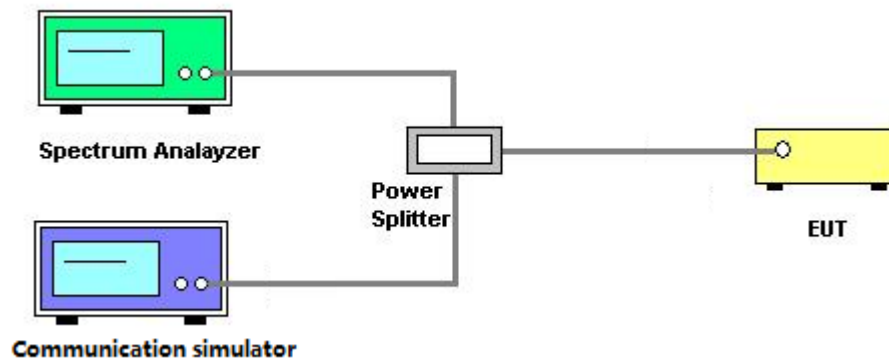 Spectrum Analayzer
Power
Splitter
EUT
Communication simulator